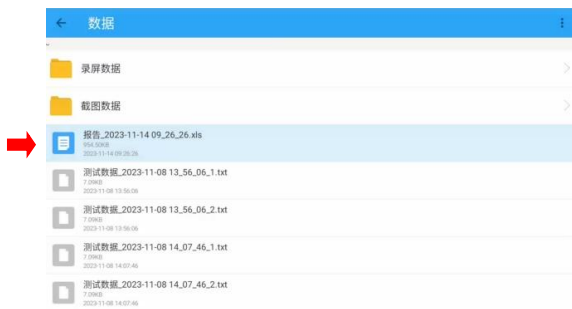 数据
录屏数据
截图数据
报告_2023-11-14 09_26_26.xls
954.50KB
2023-11-14 09:26:26
测试数据_2023-11-08 13_56_06_1.txt
7.09KB
2023-11-08 13:56:06
测试数据_2023-11-08 13_56_06_2.txt
7.09KB
2023-11-08 13:56:06
测试数据_2023-11-08 14_07_46_1.txt
7.09KB
2023-11-08 14:07:46
测试数据_2023-11-08 14_07_46_2.txt
7.09KB
2023-11-08 14:07:46